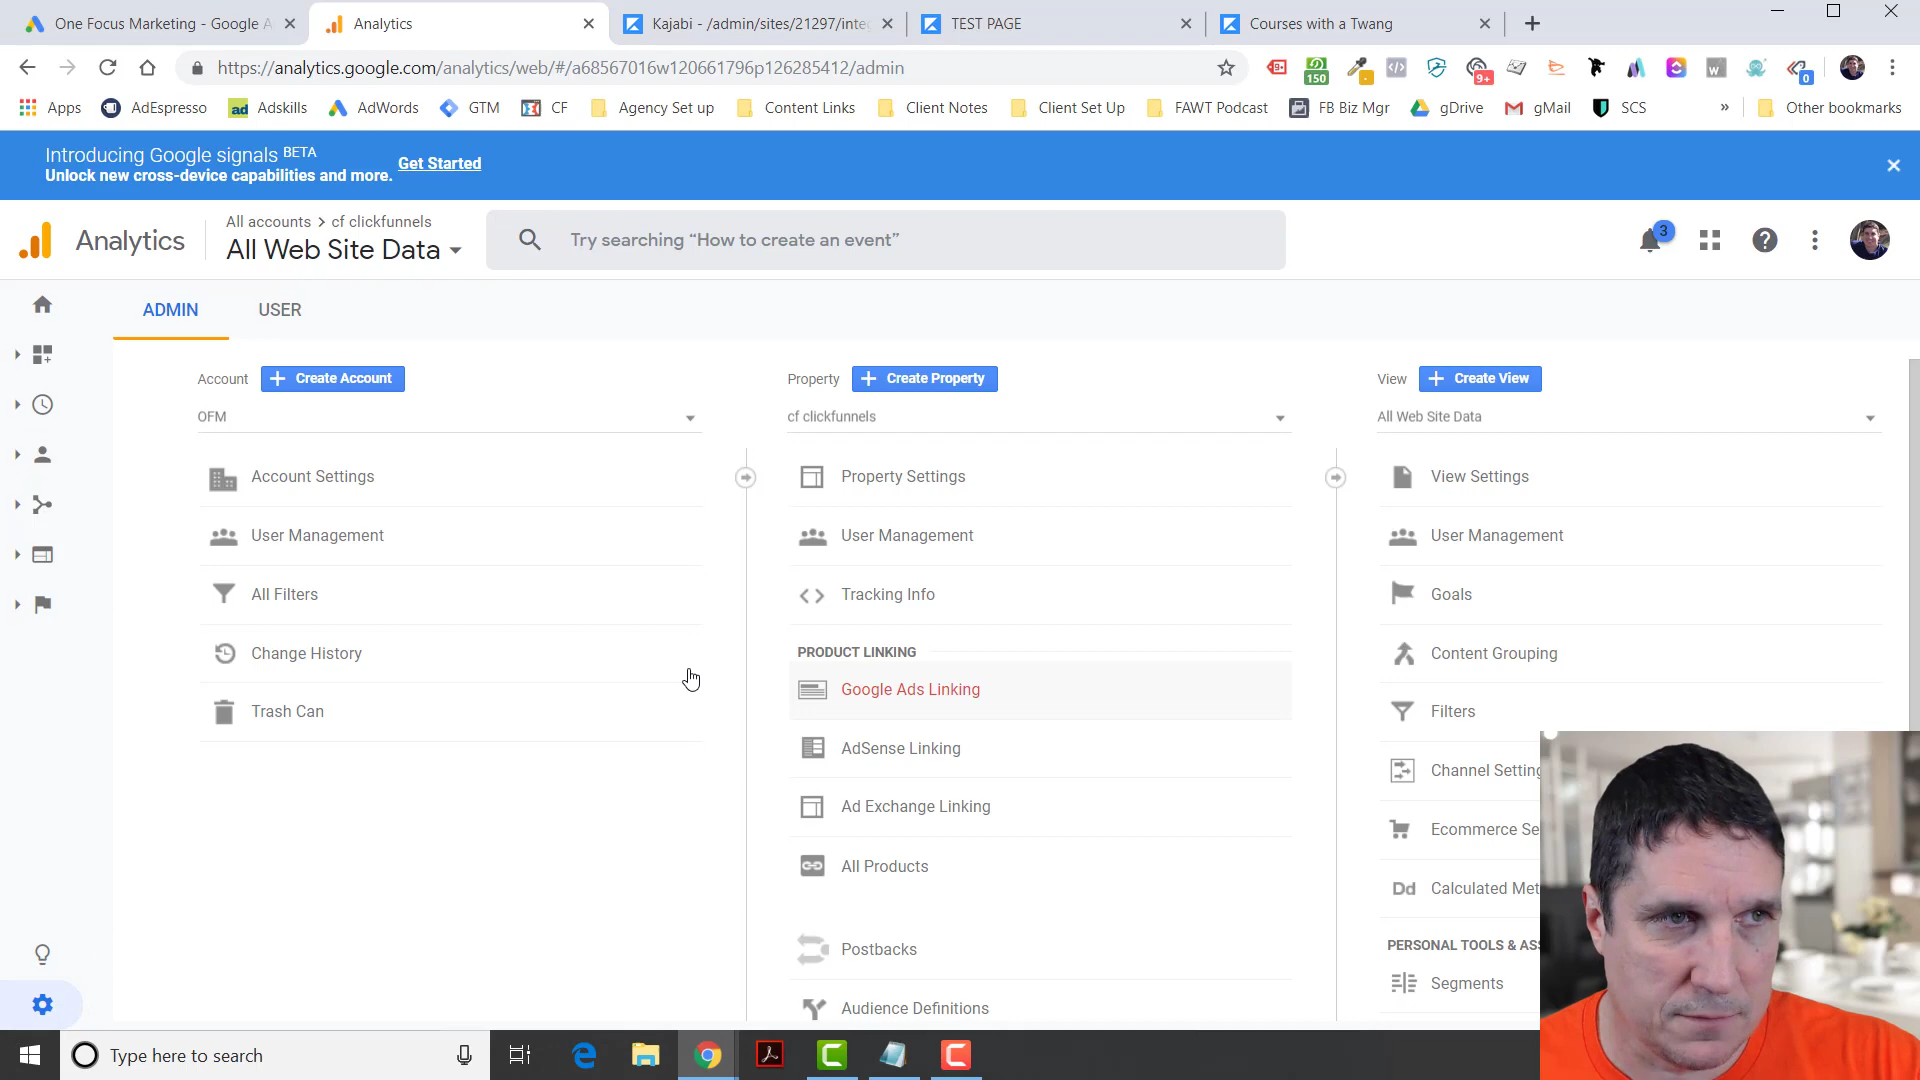 One Focus Marketing - Google A
Analytics
Kajabi - /admin/sites/21297/inte
TEST PAGE
Courses with a Twang
https://analytics.google.com/analytics/web/#/a68567016w120661796p126285412/admin
9+
150
9+
w
0
Apps
AdEspresso
ad Adskills
AdWords
GTM
CF
Agency Set up
Content Links
Client Notes
Client Set Up
FAWT Podcast
FB Biz Mgr
gDrive
gMail
SCS
»
Other bookmarks
Introducing Google signals BETA
Unlock new cross-device capabilities and more.
Get Started
Analytics
All accounts > cf clickfunnels
All Web Site Data
Try searching “How to create an event”
3
ADMIN
USER
Account
+ Create Account
Property
+ Create Property
View
+ Create View
OFM
cf clickfunnels
All Web Site Data
Account Settings
User Management
All Filters
Change History
Trash Can
Property Settings
User Management
Tracking Info
PRODUCT LINKING
Google Ads Linking
AdSense Linking
Ad Exchange Linking
All Products
Postbacks
Audience Definitions
View Settings
User Management
Goals
Content Grouping
Filters
Channel Setting
Ecommerce Se
Dd Calculated Met
PERSONAL TOOLS & ASS
Segments
Type here to search